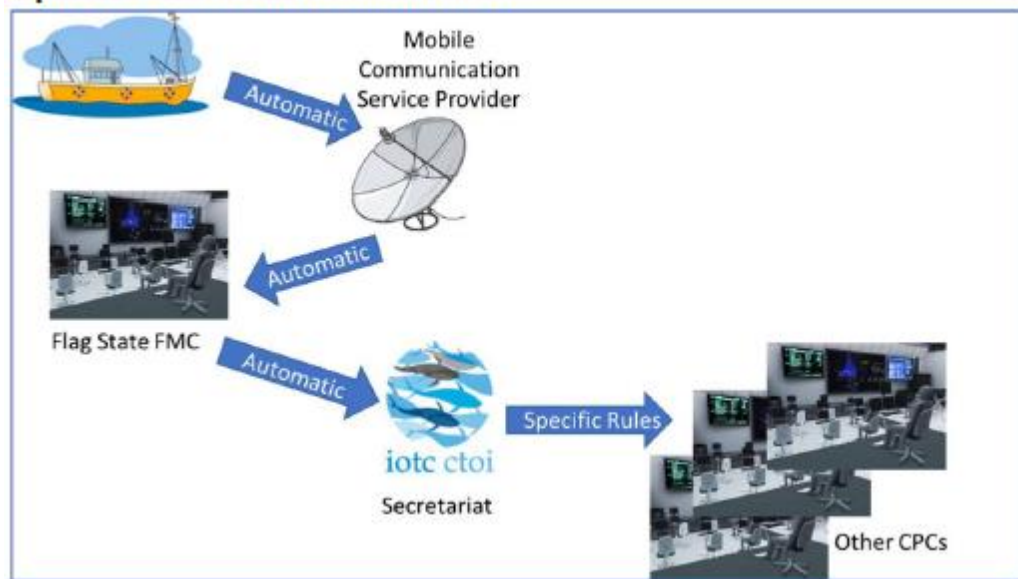 Mobile
Communication
Service Provider
Automatic
Automatic
Flag State FMC
Automatic
iotc ctoi
Secretariat
Specific Rules
Other CPCs